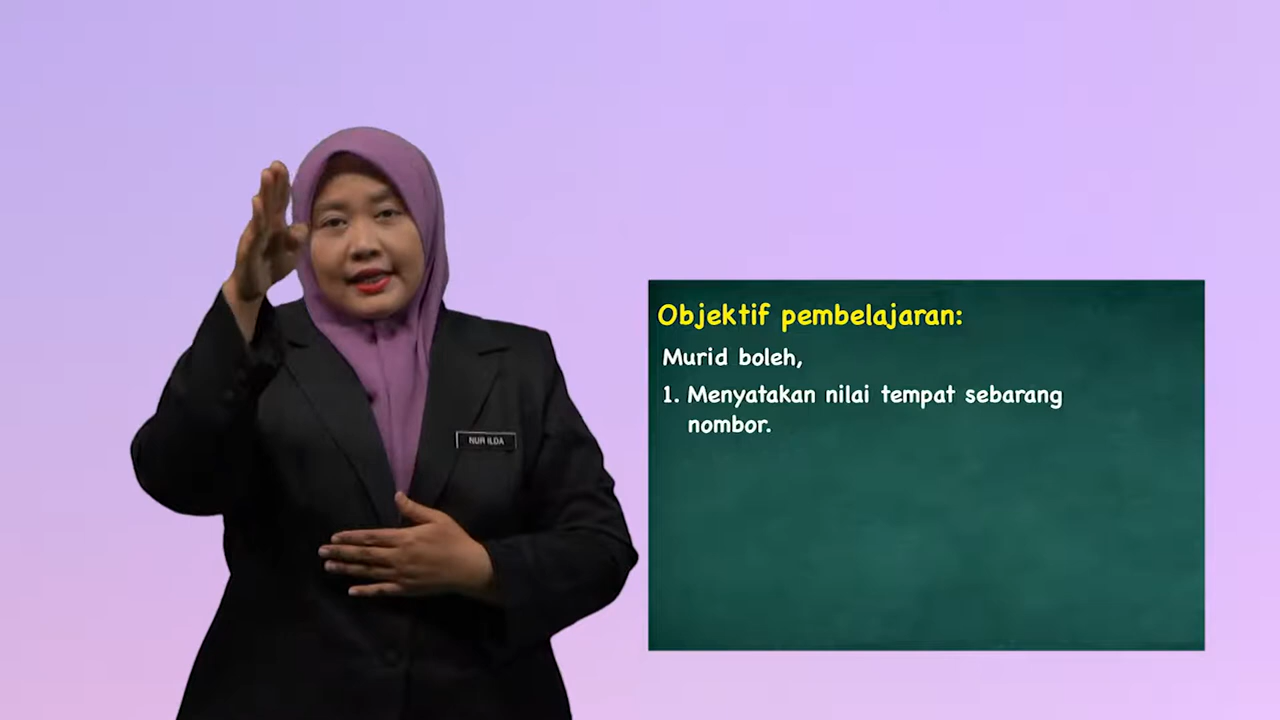 Objektif pembelajaran:
Murid boleh,
1. Menyatakan nilai tempat sebarang
nombor.
NUR ILDA